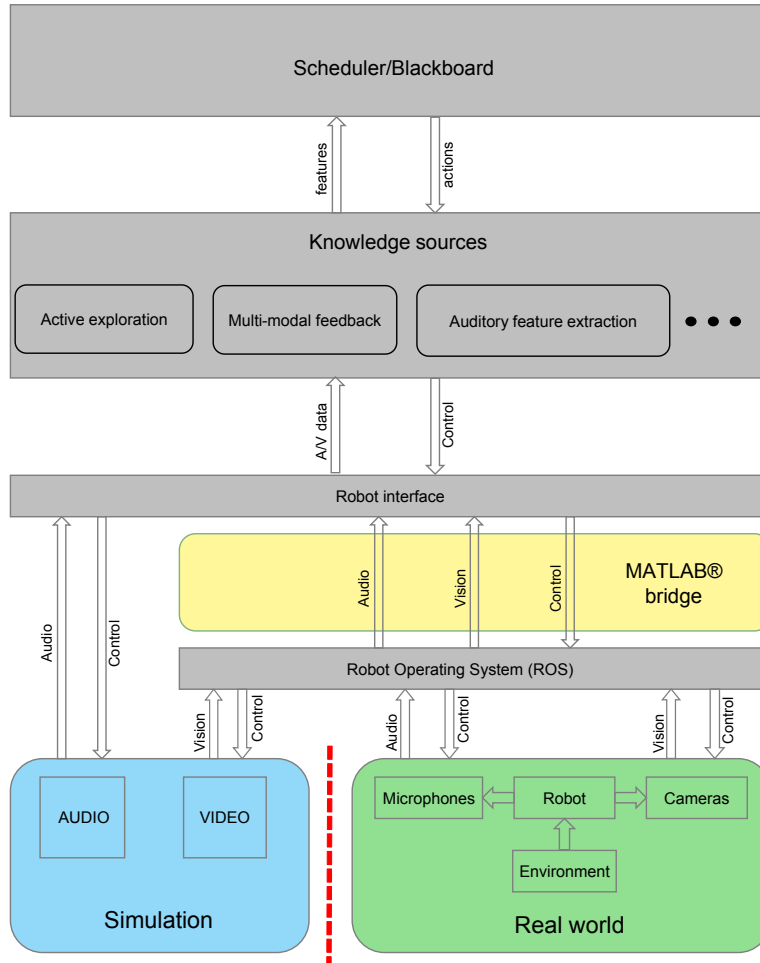 Scheduler/Blackboard
features
actions
Knowledge sources
Active exploration
Multi-modal feedback
Auditory feature extraction
A/V data
Control
Robot interface
MATLAB®
bridge
Audio
Control
Audio
Vision
Control
Robot Operating System (ROS)
Vision
Control
Audio
Control
Vision
Control
AUDIO
VIDEO
Simulation
Microphones
Robot
Cameras
Environment
Real world